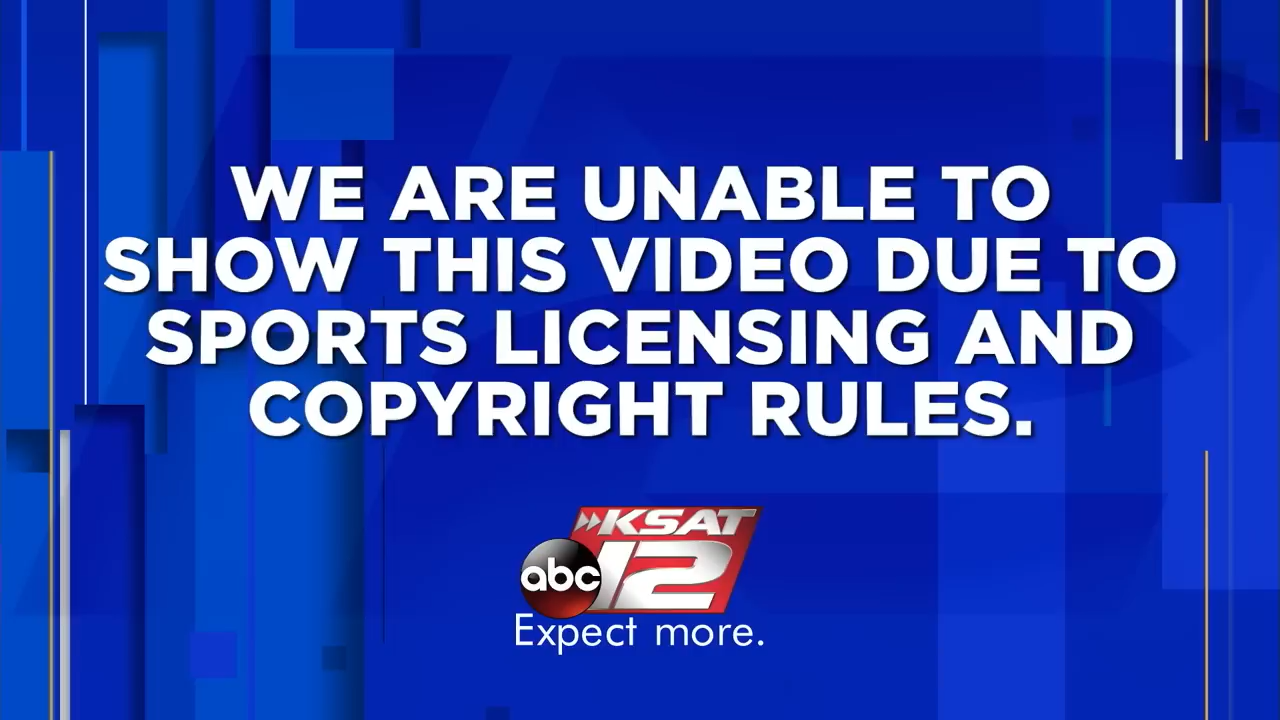 WE ARE UNABLE TO
SHOW THIS VIDEO DUE TO
SPORTS LICENSING AND
COPYRIGHT RULES.
KSAT
abc 12
Expect more.